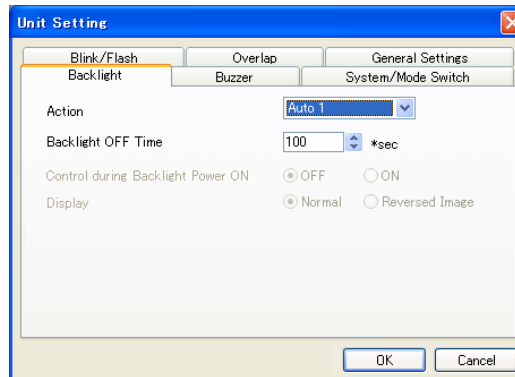 Unit Setting
Blink/Flash Overlap General Settings
Backlight Buzzer System/Mode Switch
Action Auto 1
Backlight OFF Time 100 *sec
Control during Backlight Power ON OFF ON
Display Normal Reversed Image
OK Cancel